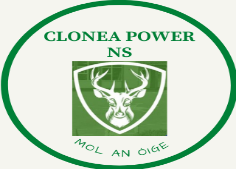 CLONEA POWER
NS
MOL AN ÓIGE